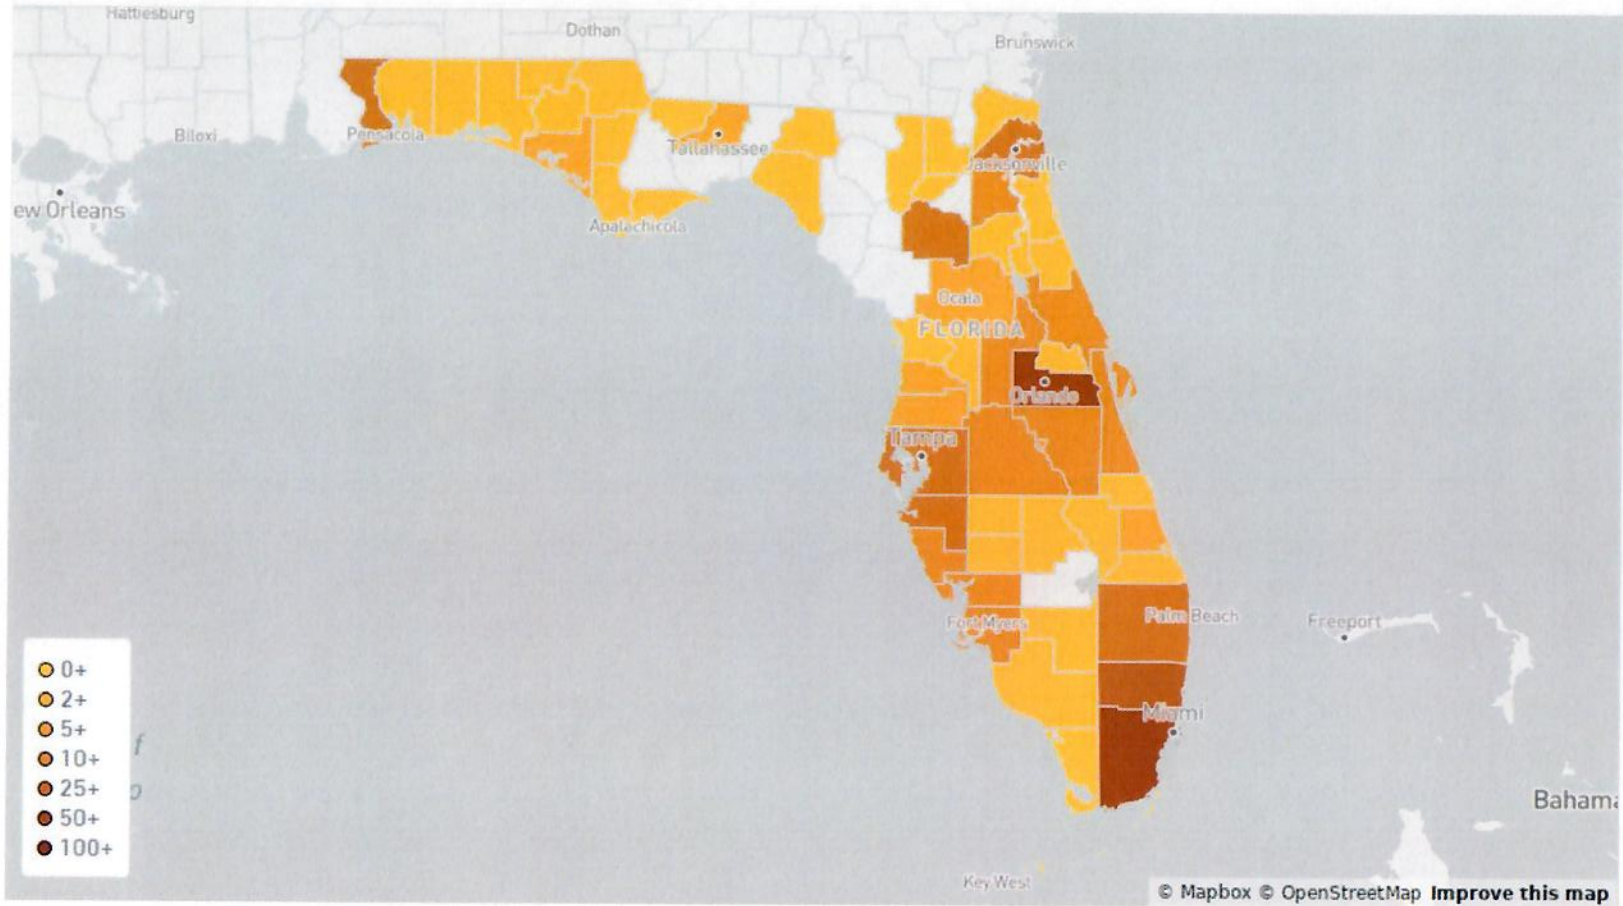 Hattiesburg
Dothan
Brunswick
Biloxi
Pensacola
Tallahassee
Jacksonville
ew Orleans
Apalachicola
Ocala
FLORIDA
Orlando
Tampa
Fort Myers
Palm Beach
Freeport
Miami
Bahama
Key West
f
o
0+
2+
5+
10+
25+
50+
100+
© Mapbox © OpenStreetMap Improve this map